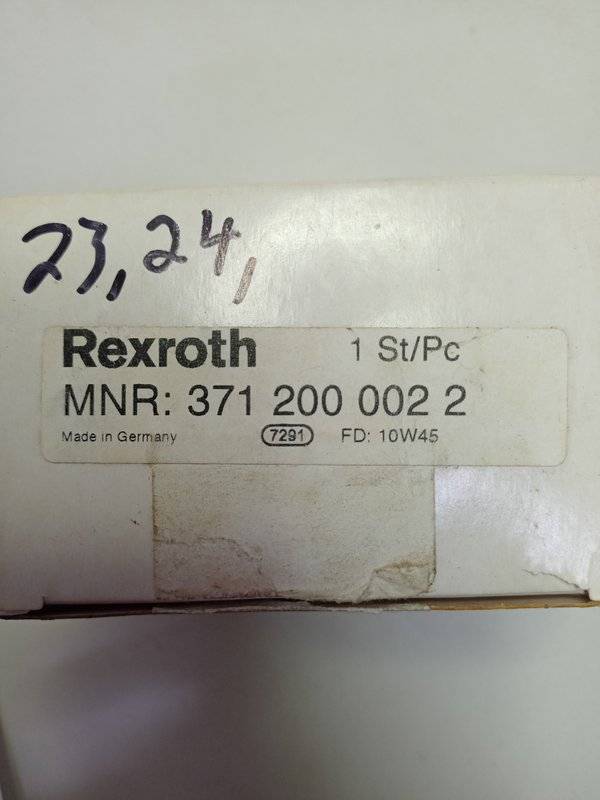 23, 24,
Rexroth 1 St/Pc
MNR: 371 200 002 2
Made in Germany 7291 FD: 10W45